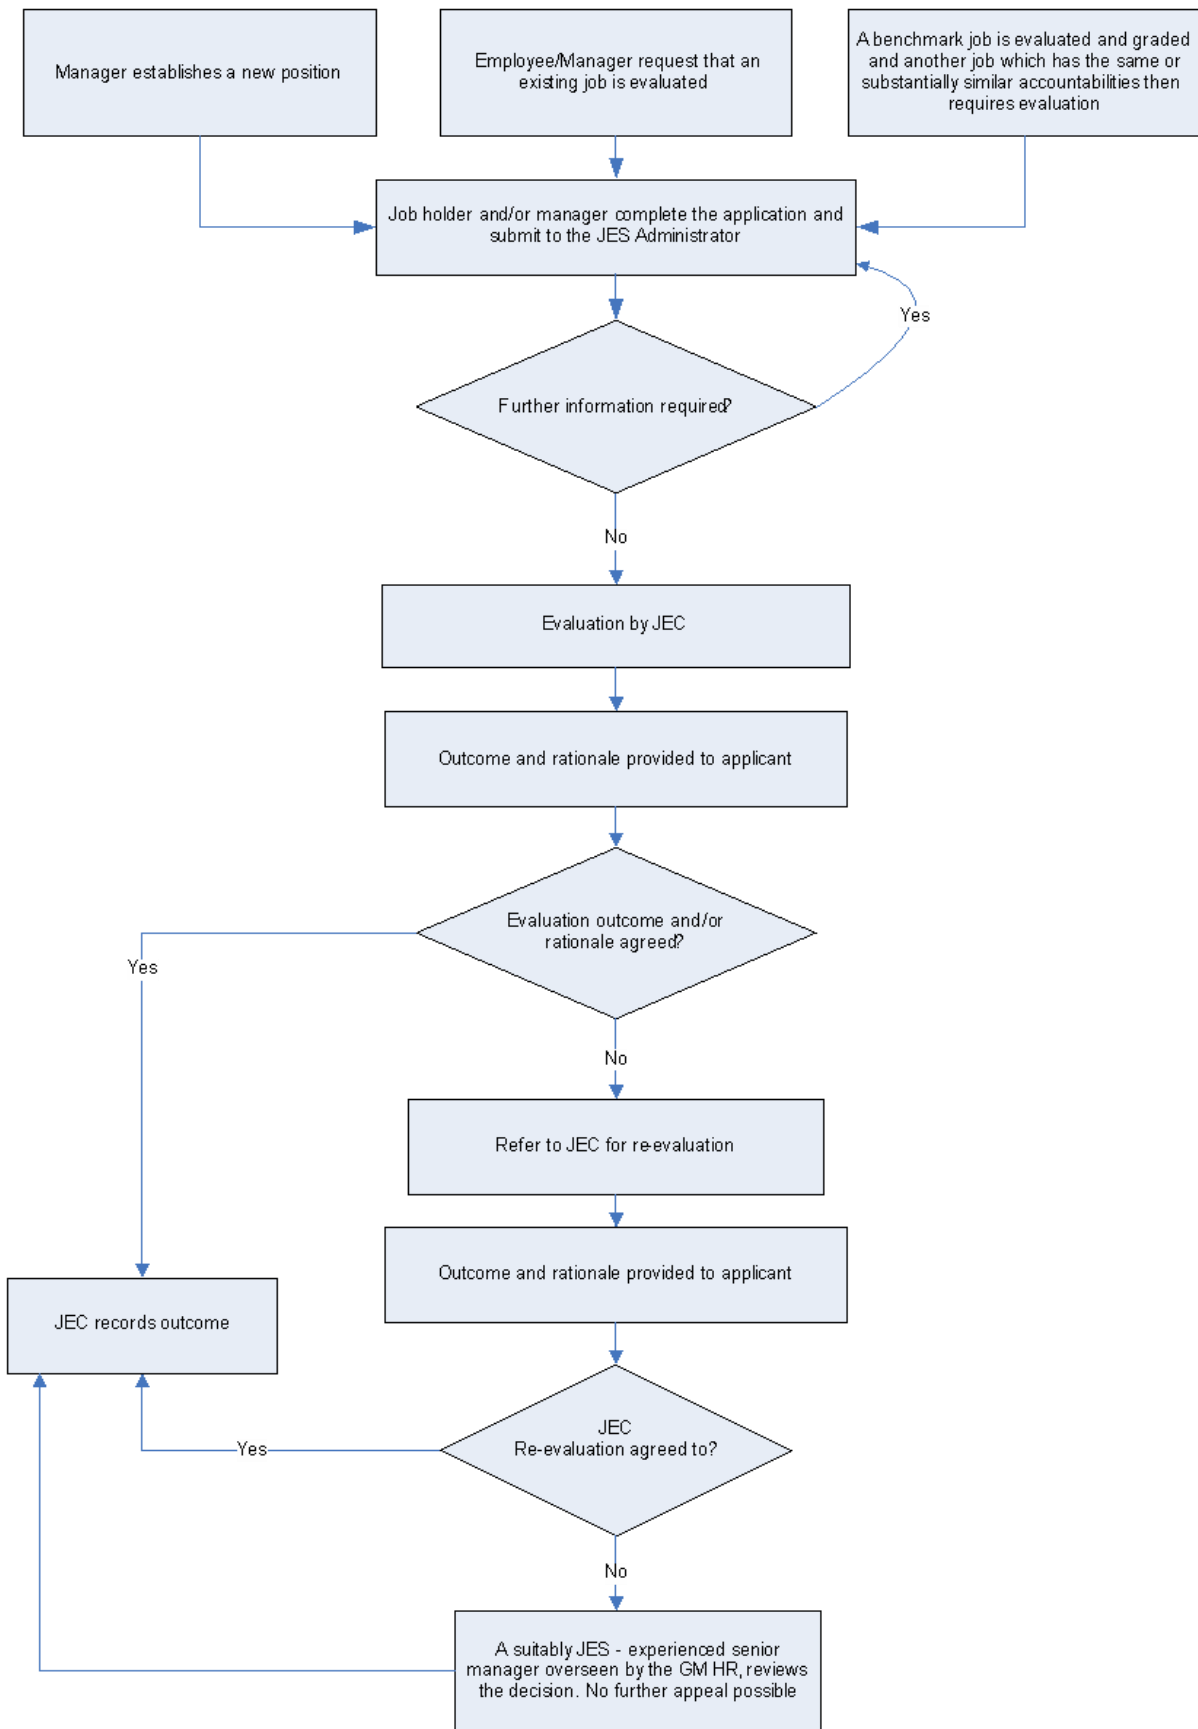 Manager establishes a new position
Employee/Manager request that an
existing job is evaluated
A benchmark job is evaluated and graded
and another job which has the same or
substantially similar accountabilities then
requires evaluation
Job holder and/or manager complete the application and
submit to the JES Administrator
Yes
Further information required?
No
Evaluation by JEC
Outcome and rationale provided to applicant
Evaluation outcome and/or
rationale agreed?
Yes
No
Refer to JEC for re-evaluation
Outcome and rationale provided to applicant
JEC records outcome
JEC
Re-evaluation agreed to?
Yes
No
A suitably JES - experienced senior
manager overseen by the GM HR, reviews
the decision. No further appeal possible